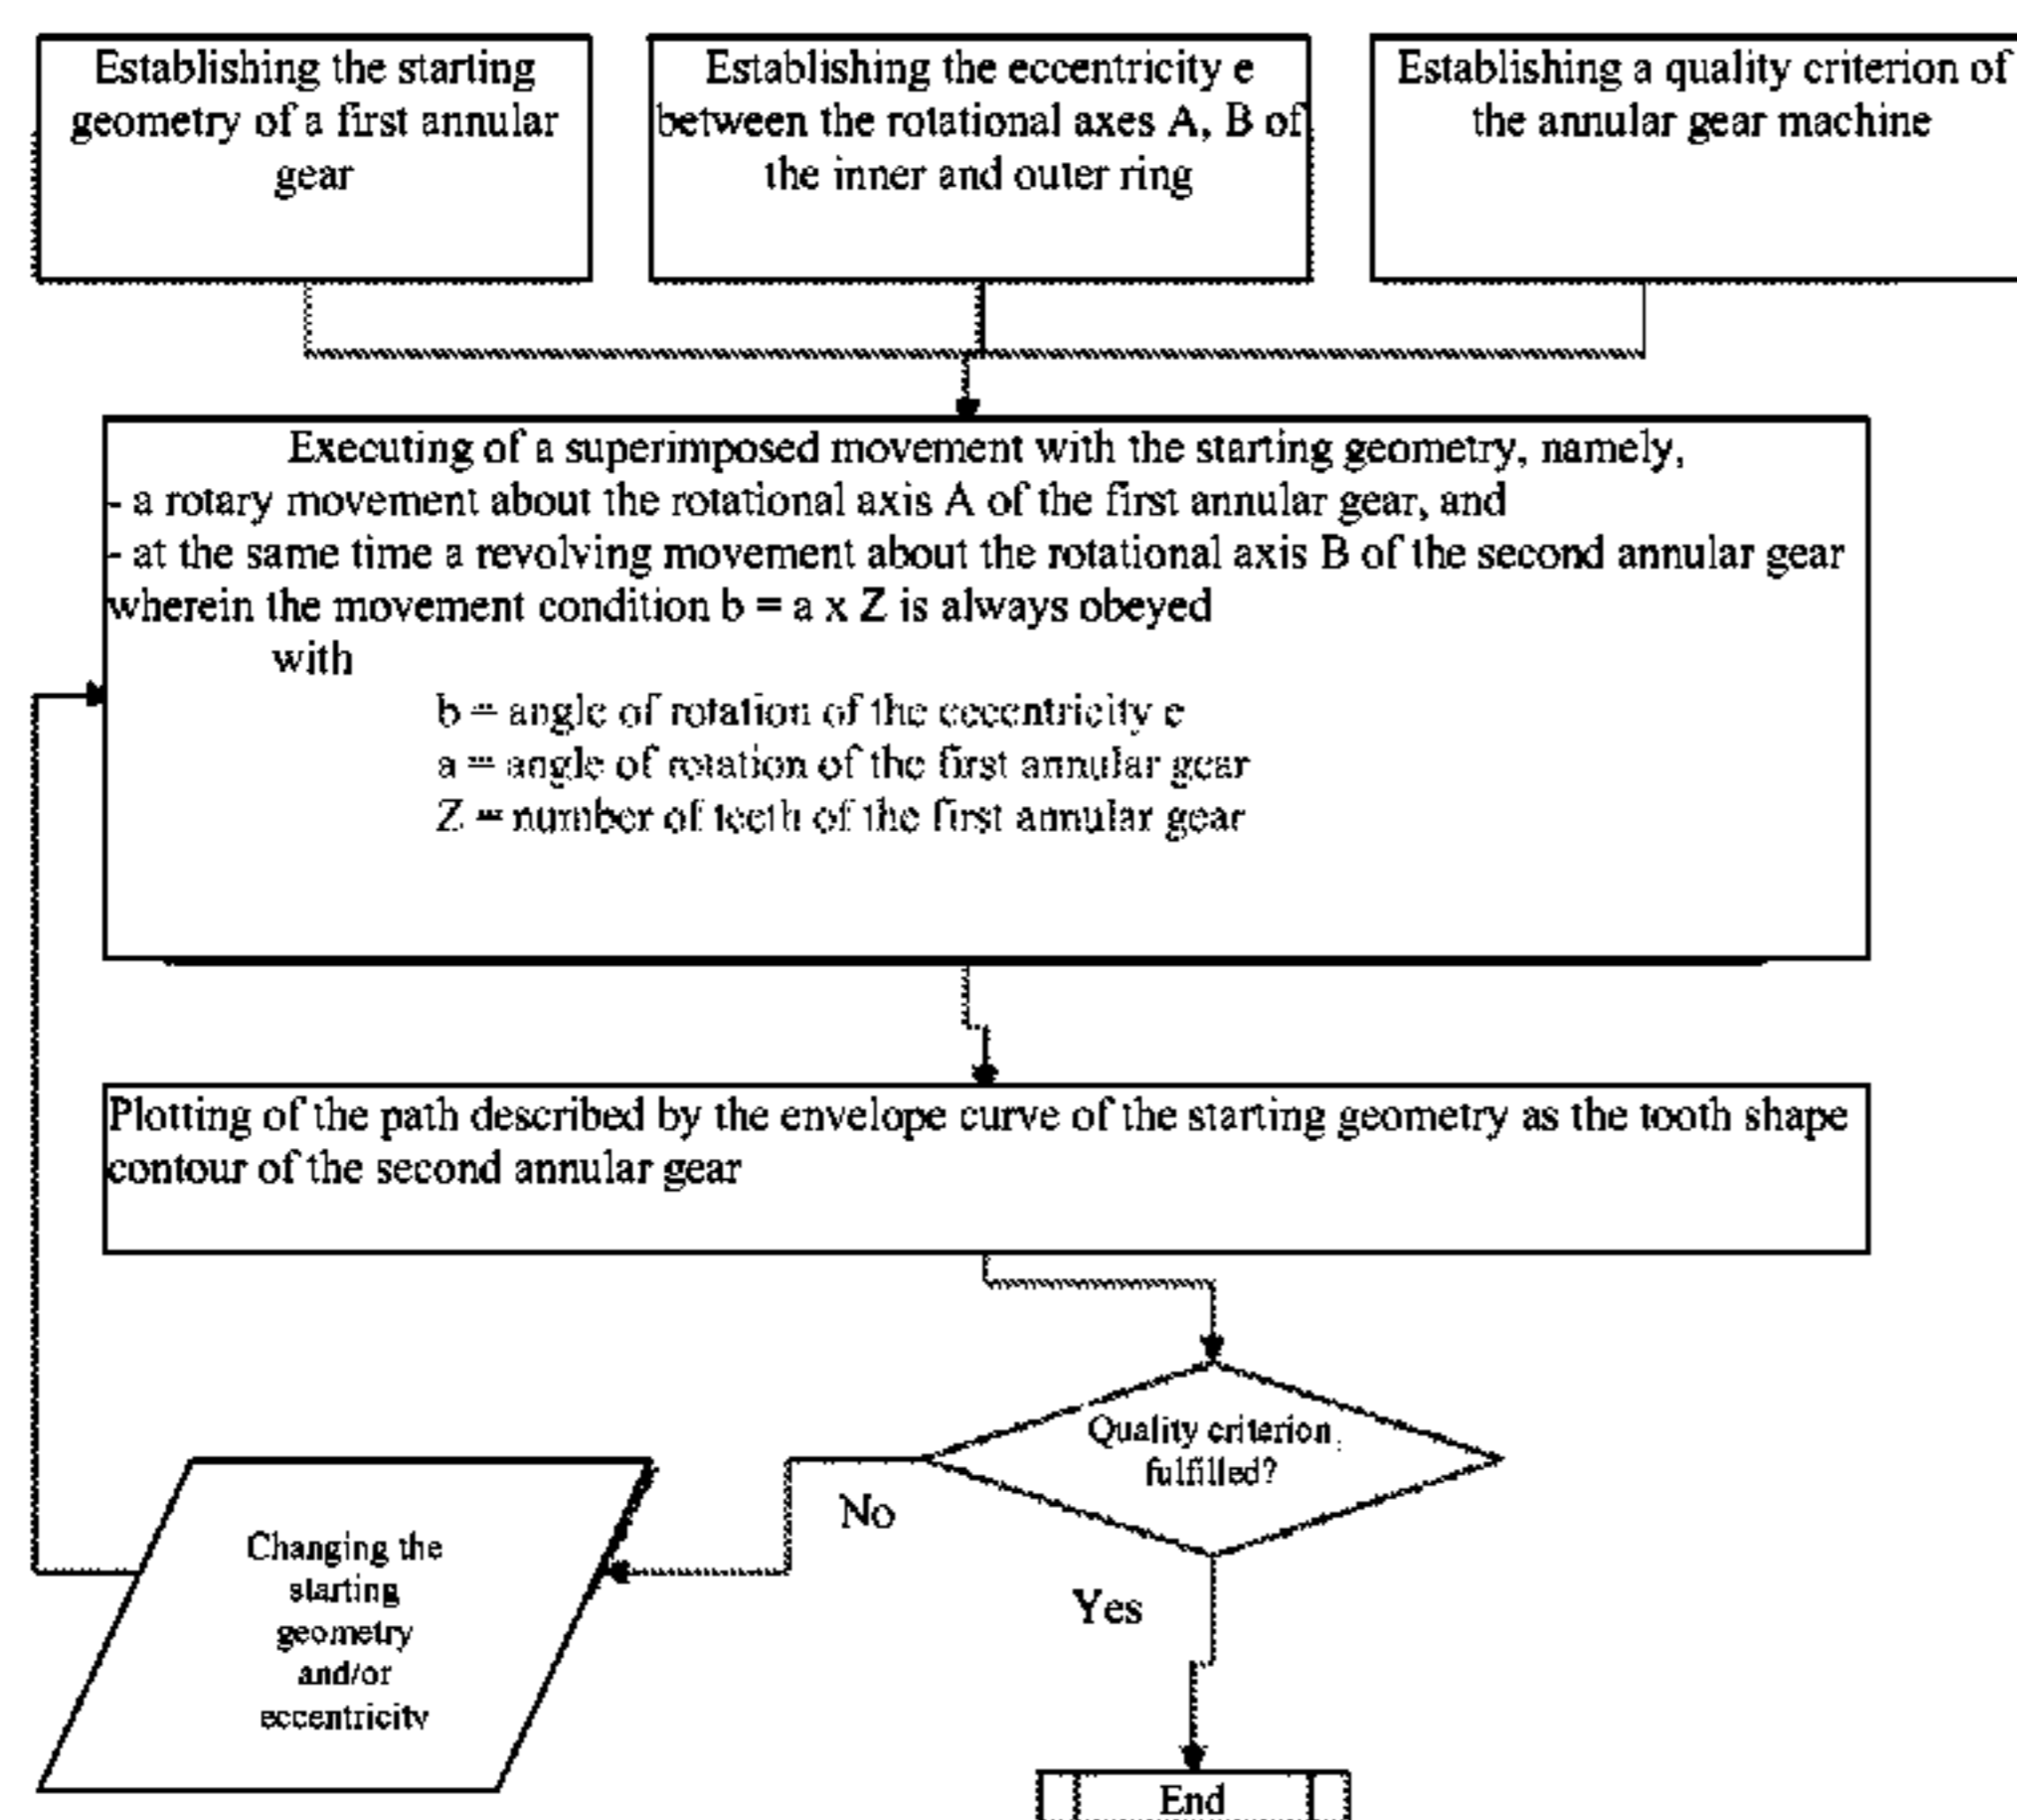 Establishing the starting
geometry of a first annular
gear
Establishing the eccentricity e
between the rotational axes A, B of
the inner and outer ring
Establishing a quality criterion of
the annular gear machine
Executing of a superimposed movement with the starting geometry, namely,
- a rotary movement about the rotational axis A of the first annular gear, and
- at the same time a revolving movement about the rotational axis B of the second annular gear
wherein the movement condition b = a x Z is always obeyed
with
b = angle of rotation of the eccentricity e
a = angle of rotation of the first annular gear
Z = number of teeth of the first annular gear
Plotting of the path described by the envelope curve of the starting geometry as the tooth shape
contour of the second annular gear
Quality criterion
fulfilled?
No
Yes
Changing the
starting
geometry
and/or
eccentricity
End